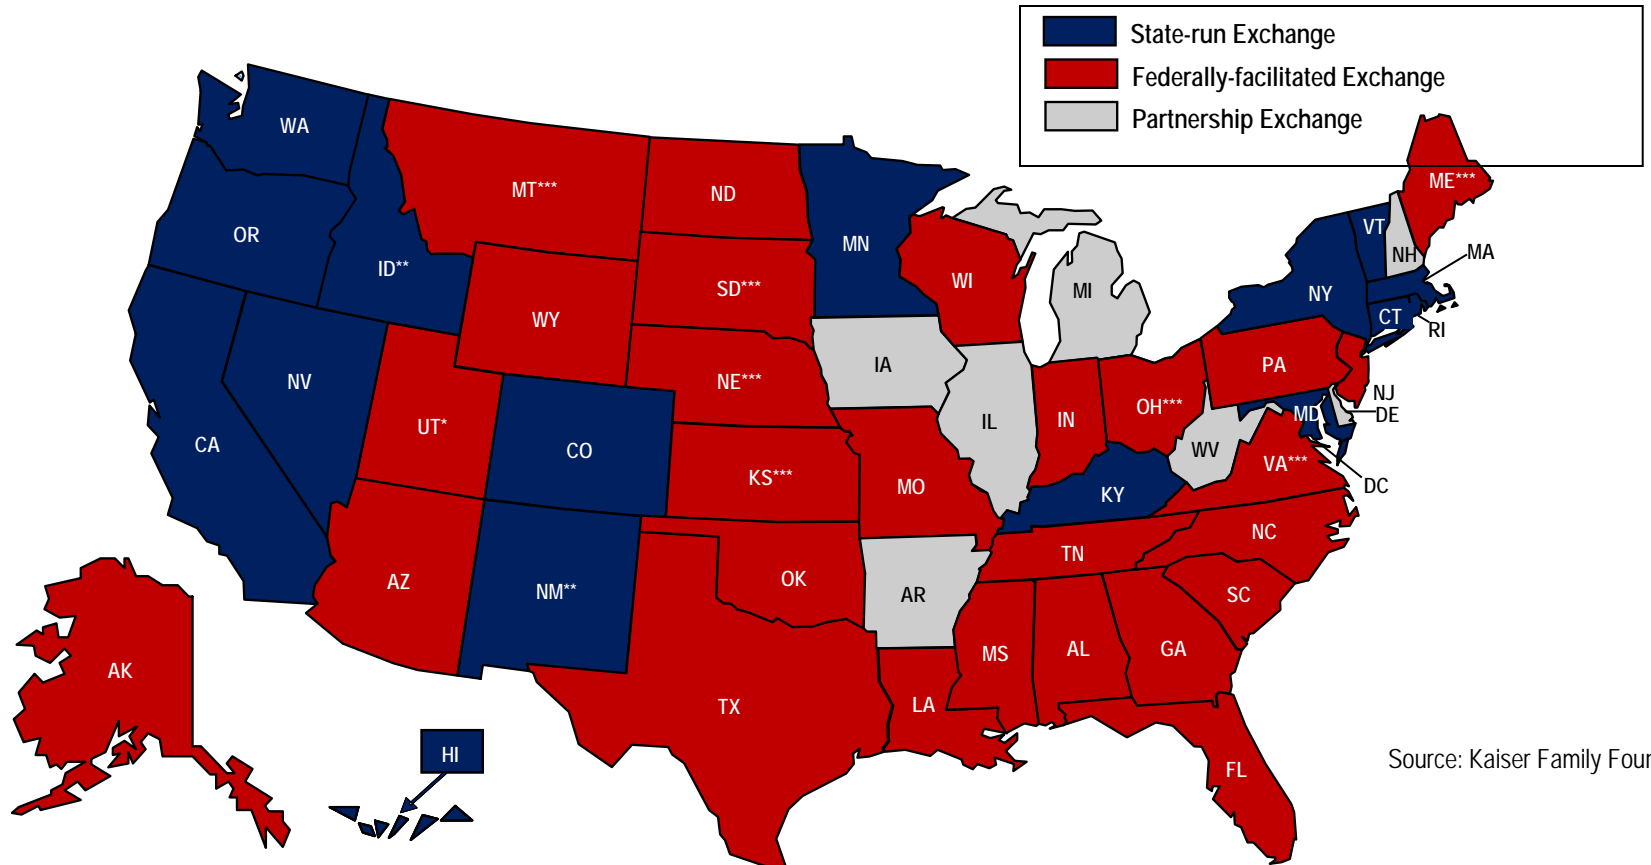 State-run Exchange
Federally-facilitated Exchange
Partnership Exchange
WA
MT***
ND
ME***
OR
ID**
MN
VT
NH
MA
SD***
WI
MI
NY
WY
CT
RI
NV
IA
PA
NE***
NJ
UT*
OH***
DE
CA
CO
IL
IN
MD
KS***
MO
WV
VA***
KY
DC
AZ
NM**
OK
TN
NC
AR
SC
AK
MS
AL
GA
TX
LA
HI
FL
Source: Kaiser Family Four